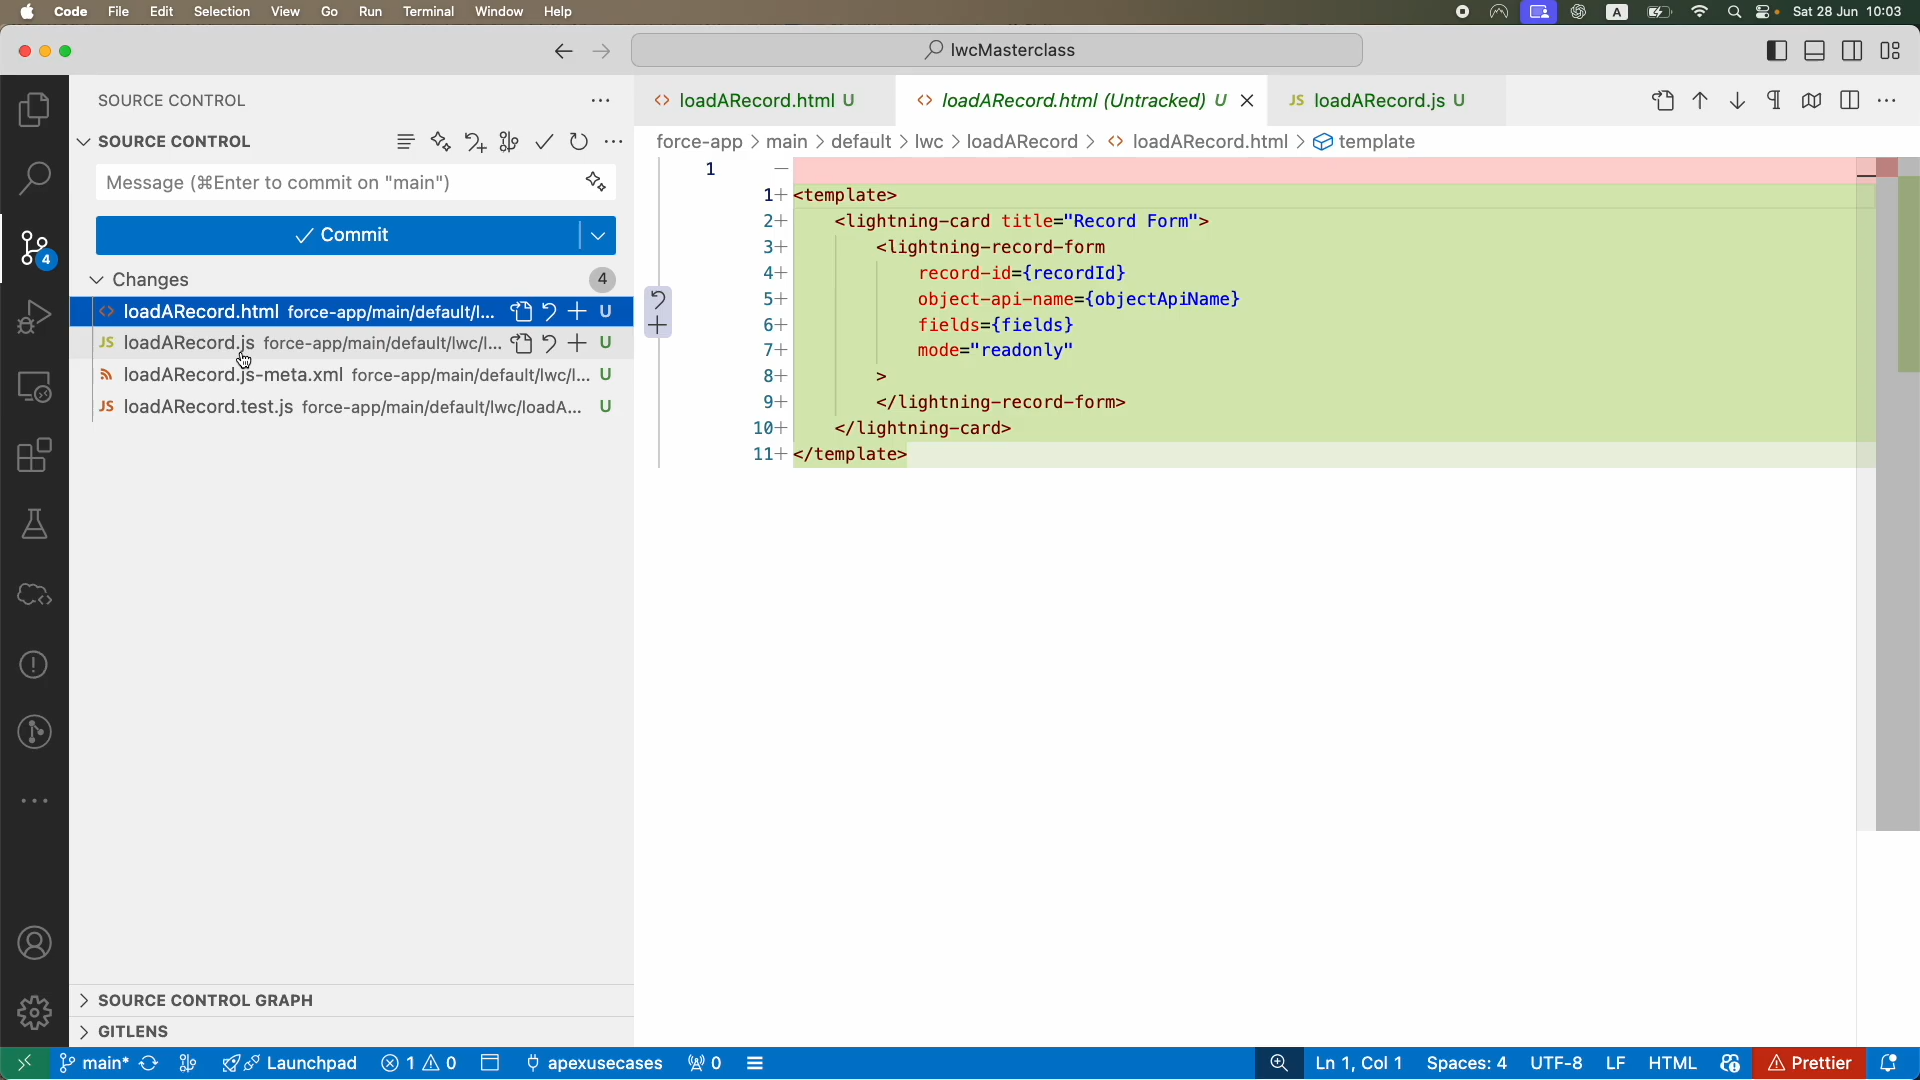 Code File Edit Selection View Go Run Terminal Window Help A Sat 28 Jun 10:03
lwcMasterclass
SOURCE CONTROL
loadARecord.html U
loadARecord.html (Untracked) U
JS loadARecord.js U
SOURCE CONTROL
force-app > main > default > lwc > loadARecord > loadARecord.html > template
Message (⌘Enter to commit on "main")
Commit
Changes 4
4
loadARecord.html force-app/main/default/l... U
JS loadARecord.js force-app/main/default/lwc/l... U
loadARecord.js-meta.xml force-app/main/default/lwc/l... U
JS loadARecord.test.js force-app/main/default/lwc/loadA... U
1 —
1+ <template>
2+ <lightning-card title="Record Form">
3+ <lightning-record-form
4+ record-id={recordId}
5+ object-api-name={objectApiName}
6+ fields={fields}
7+ mode="readonly"
8+ >
9+ </lightning-record-form>
10+ </lightning-card>
11+ </template>
SOURCE CONTROL GRAPH
GITLENS
main* Launchpad 1 0 apexusecases 0 Ln 1, Col 1 Spaces: 4 UTF-8 LF HTML Prettier